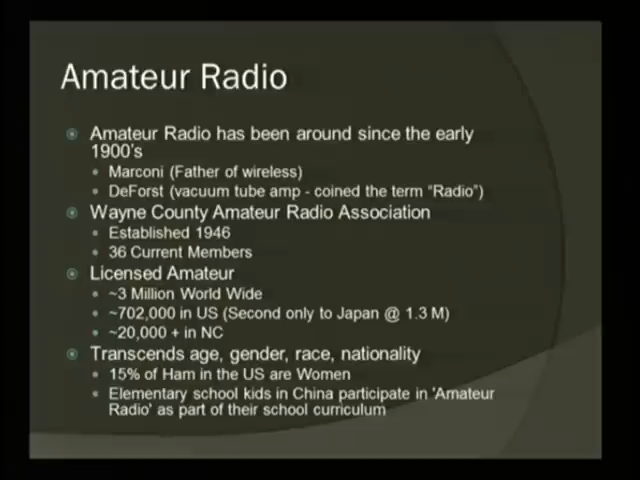 Amateur Radio
Amateur Radio has been around since the early
1900's
Marconi (Father of wireless)
DeForst (vacuum tube amp - coined the term “Radio”)
Wayne County Amateur Radio Association
Established 1946
36 Current Members
Licensed Amateur
~3 Million World Wide
~702,000 in US (Second only to Japan @ 1.3 M)
~20,000 + in NC
Transcends age, gender, race, nationality
15% of Ham in the US are Women
Elementary school kids in China participate in 'Amateur
Radio' as part of their school curriculum